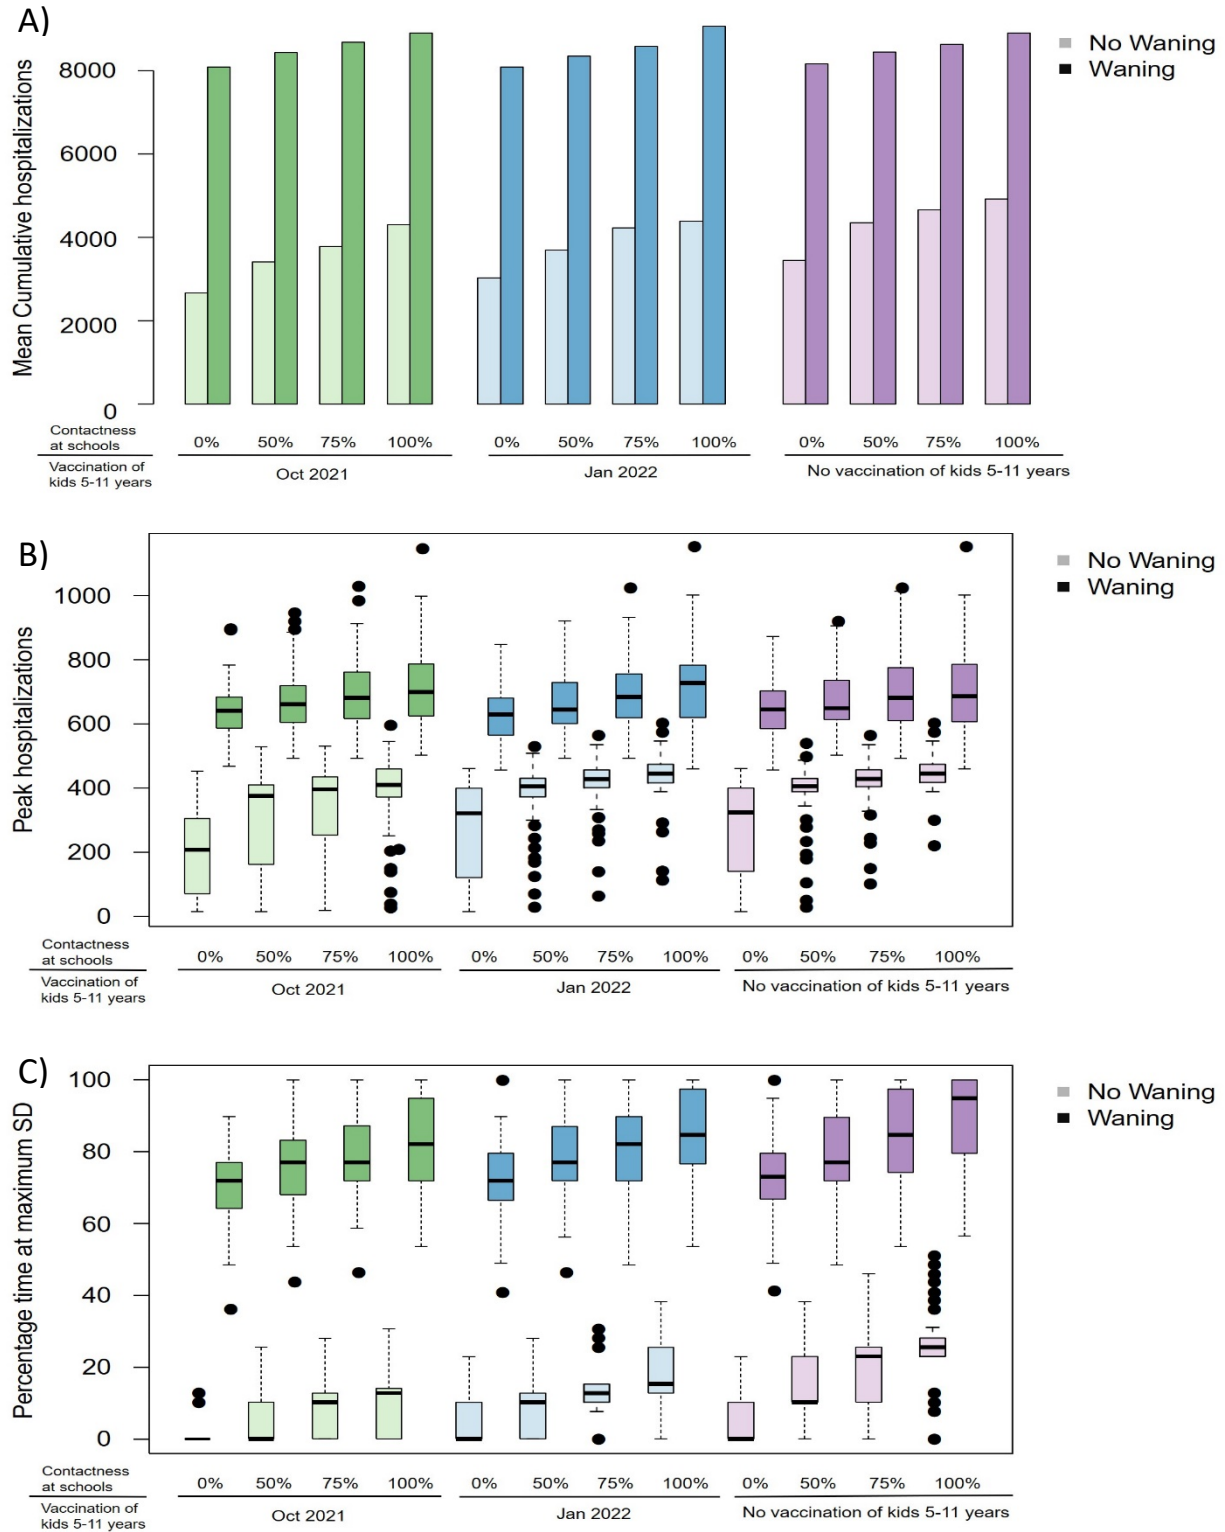 A)
Mean Cumulative hospitalizations
8000
6000
4000
2000
0
No Waning
Waning
Contactness
at schools
0% 50% 75% 100% 0% 50% 75% 100% 0% 50% 75% 100%
Vaccination of
kids 5-11 years
Oct 2021 Jan 2022 No vaccination of kids 5-11 years
B)
Peak hospitalizations
1000
800
600
400
200
0
No Waning
Waning
Contactness
at schools
0% 50% 75% 100% 0% 50% 75% 100% 0% 50% 75% 100%
Vaccination of
kids 5-11 years
Oct 2021 Jan 2022 No vaccination of kids 5-11 years
C)
Percentage time at maximum SD
100
80
60
40
20
0
No Waning
Waning
Contactness
at schools
0% 50% 75% 100% 0% 50% 75% 100% 0% 50% 75% 100%
Vaccination of
kids 5-11 years
Oct 2021 Jan 2022 No vaccination of kids 5-11 years